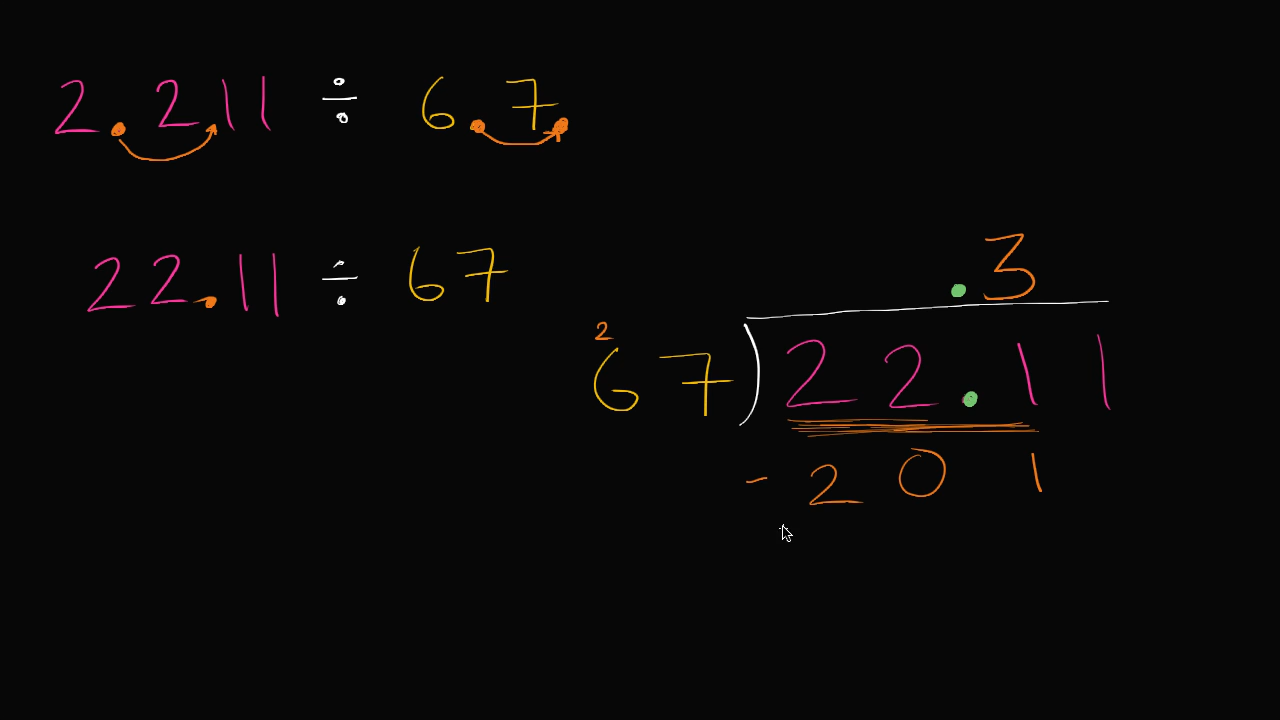 2.211 ÷ 6.7
22.11 ÷ 67
.3
2
67)22.11
- 201